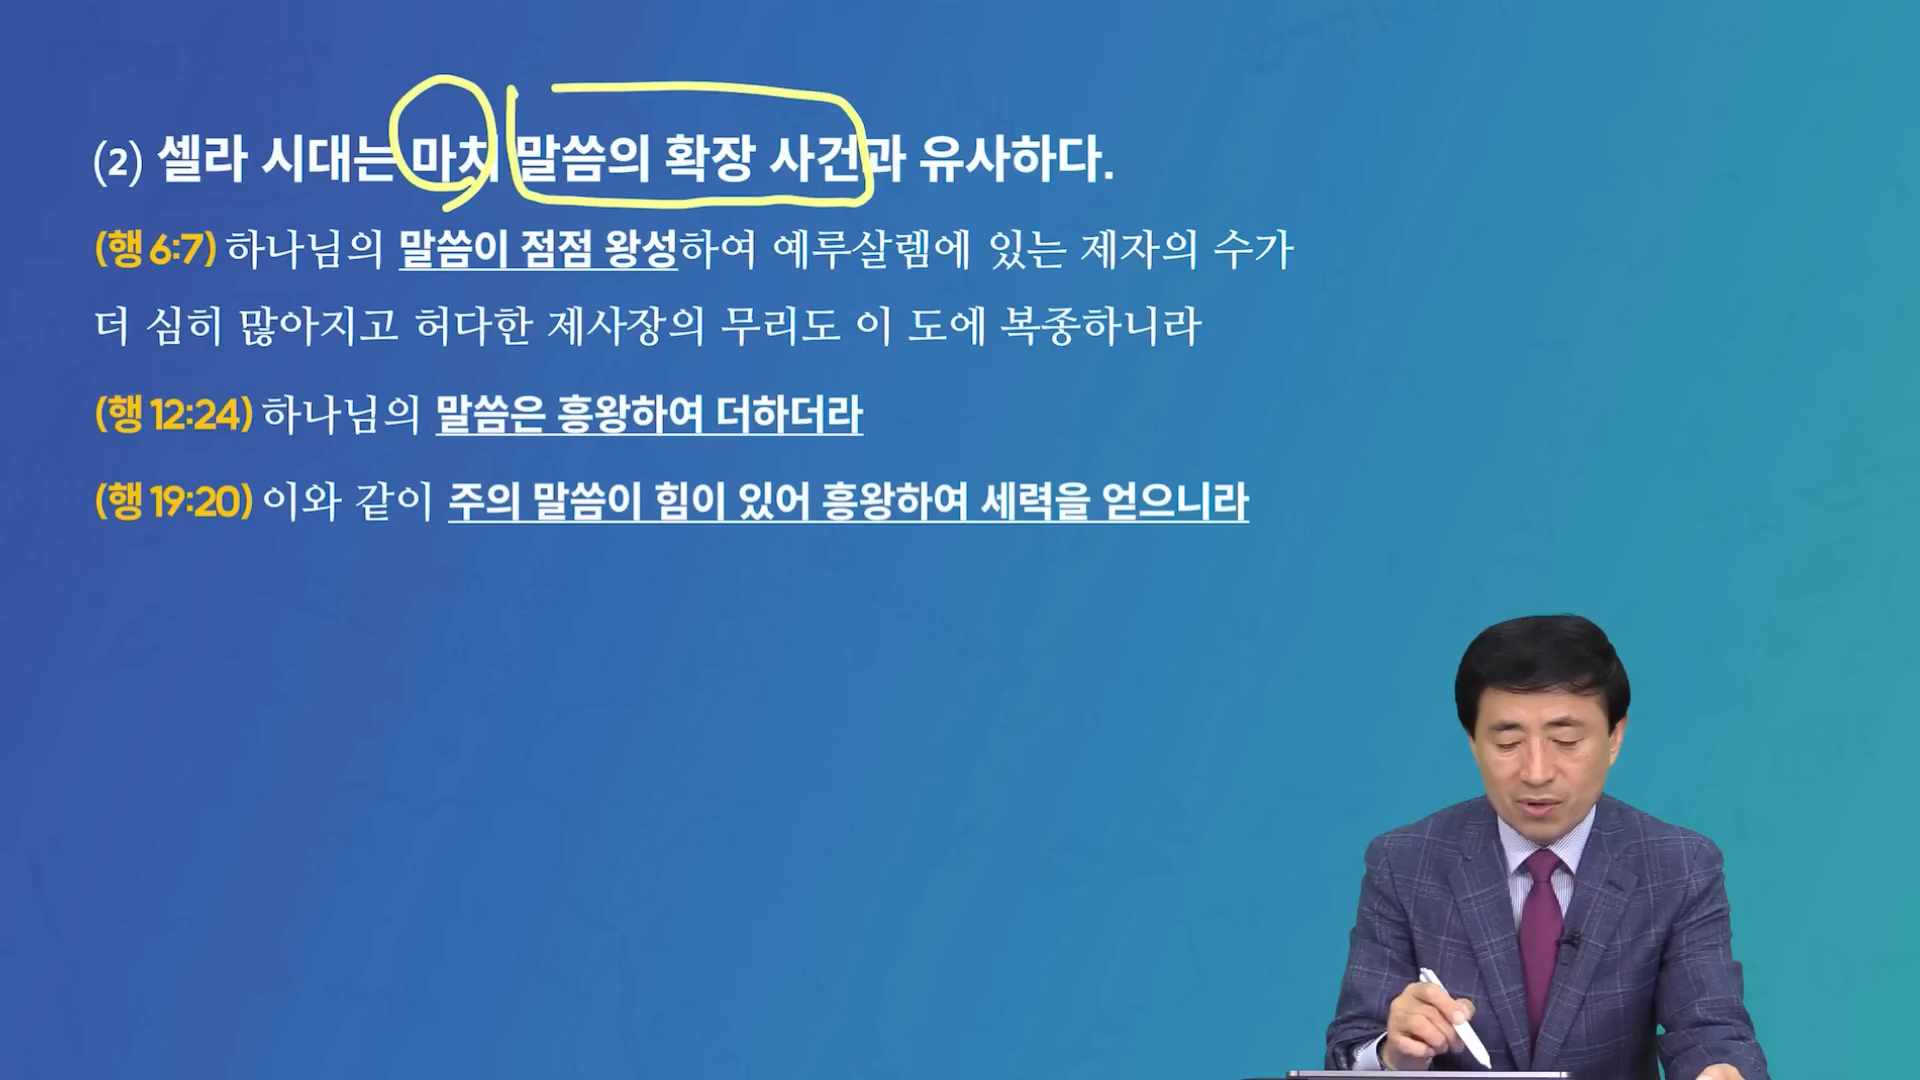 (2) 셀라 시대는 마치 말씀의 확장 사건과 유사하다.
(행 6:7) 하나님의 말씀이 점점 왕성하여 예루살렘에 있는 제자의 수가
더 심히 많아지고 허다한 제사장의 무리도 이 도에 복종하니라
(행 12:24) 하나님의 말씀은 흥왕하여 더하더라
(행 19:20) 이와 같이 주의 말씀이 힘이 있어 흥왕하여 세력을 얻으니라